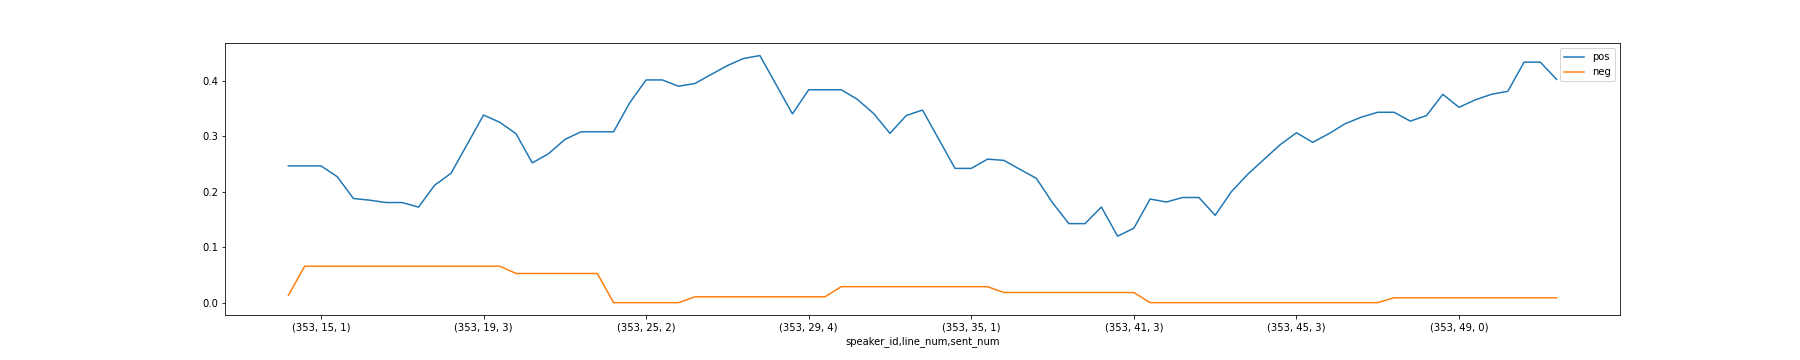 pos
neg
0.4
0.3
0.2
0.1
0.0
(353, 15, 1) (353, 19, 3) (353, 25, 2) (353, 29, 4) (353, 35, 1) (353, 41, 3) (353, 45, 3) (353, 49, 0)
speaker_id,line_num,sent_num